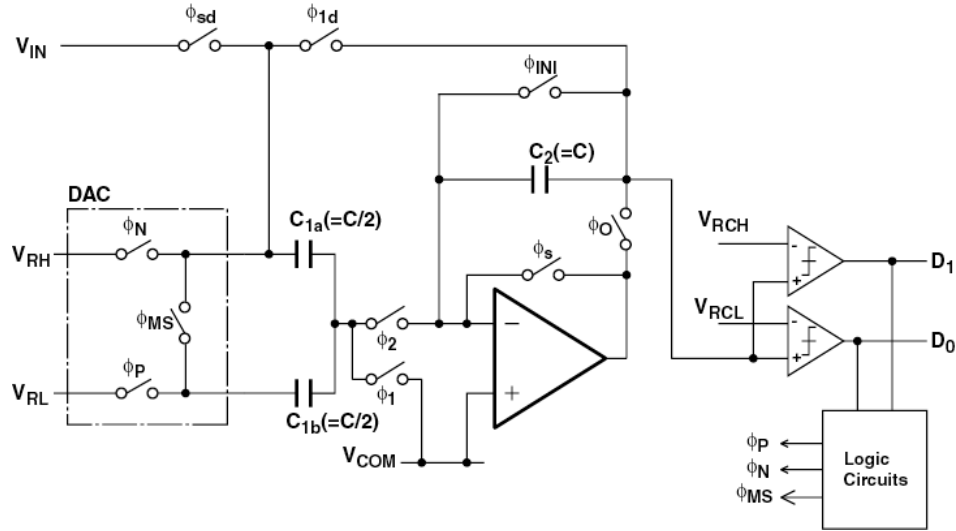 ϕsd
ϕ1d
VIN
ϕINI
C2(=C)
DAC
ϕN
C1a(=C/2)
ϕO
VRCH
VRH
ϕs
D1
ϕMS
ϕ2
VRCL
D0
ϕP
ϕ1
VRL
C1b(=C/2)
VCOM
ϕP
ϕN
ϕMS
Logic
Circuits
- +
- +
− +